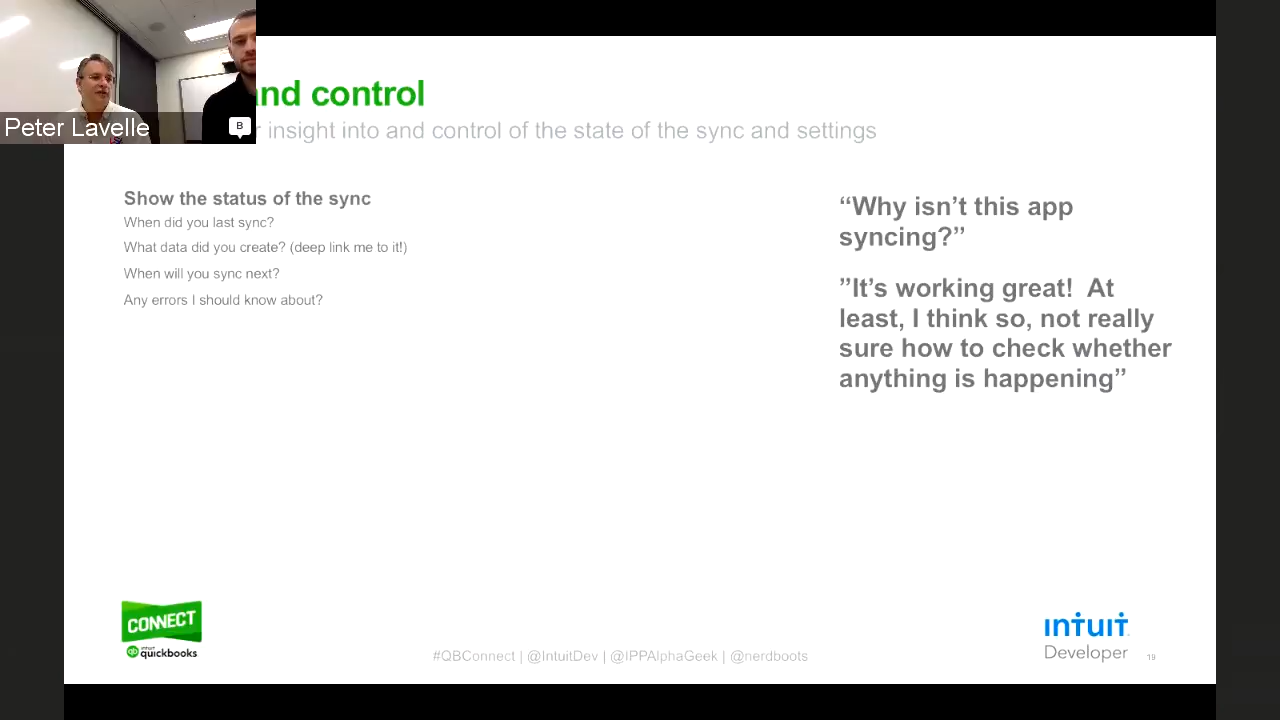 and control
Peter Lavelle
B
insight into and control of the state of the sync and settings
Show the status of the sync
When did you last sync?
What data did you create? (deep link me to it!)
When will you sync next?
Any errors I should know about?
“Why isn’t this app
syncing?”
”It’s working great!  At
least, I think so, not really
sure how to check whether
anything is happening”
CONNECT
intuit
qb quickbooks
#QBConnect | @IntuitDev | @IPPAlphaGeek | @nerdboots
intuit
Developer
19